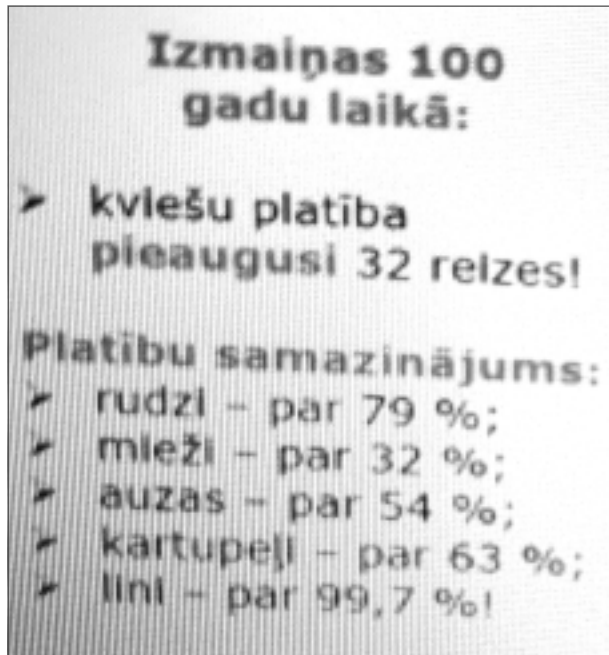 Izmaiņas 100
gadu laikā:
➢ kviešu platība
pieaugusi 32 reizes!
Platību samazinājums:
➢ rudzi – par 79 %;
➢ mieži – par 32 %;
➢ auzas – par 54 %;
➢ kartupeļi – par 63 %;
➢ lini – par 99,7 %!